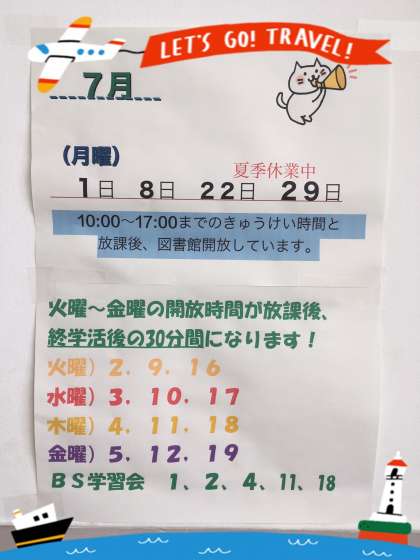 LET'S GO! TRAVEL!
7月
（月曜）
夏季休業中
1日 8日 22日 29日
10:00～17:00までのきゅうけい時間と
放課後、図書館開放しています。
火曜～金曜の開放時間が放課後、
終学活後の30分間になります！
火曜）2．9．16
水曜）3．10．17
木曜）4．11．18
金曜）5．12．19
ＢＳ学習会 1、2、4、11、18